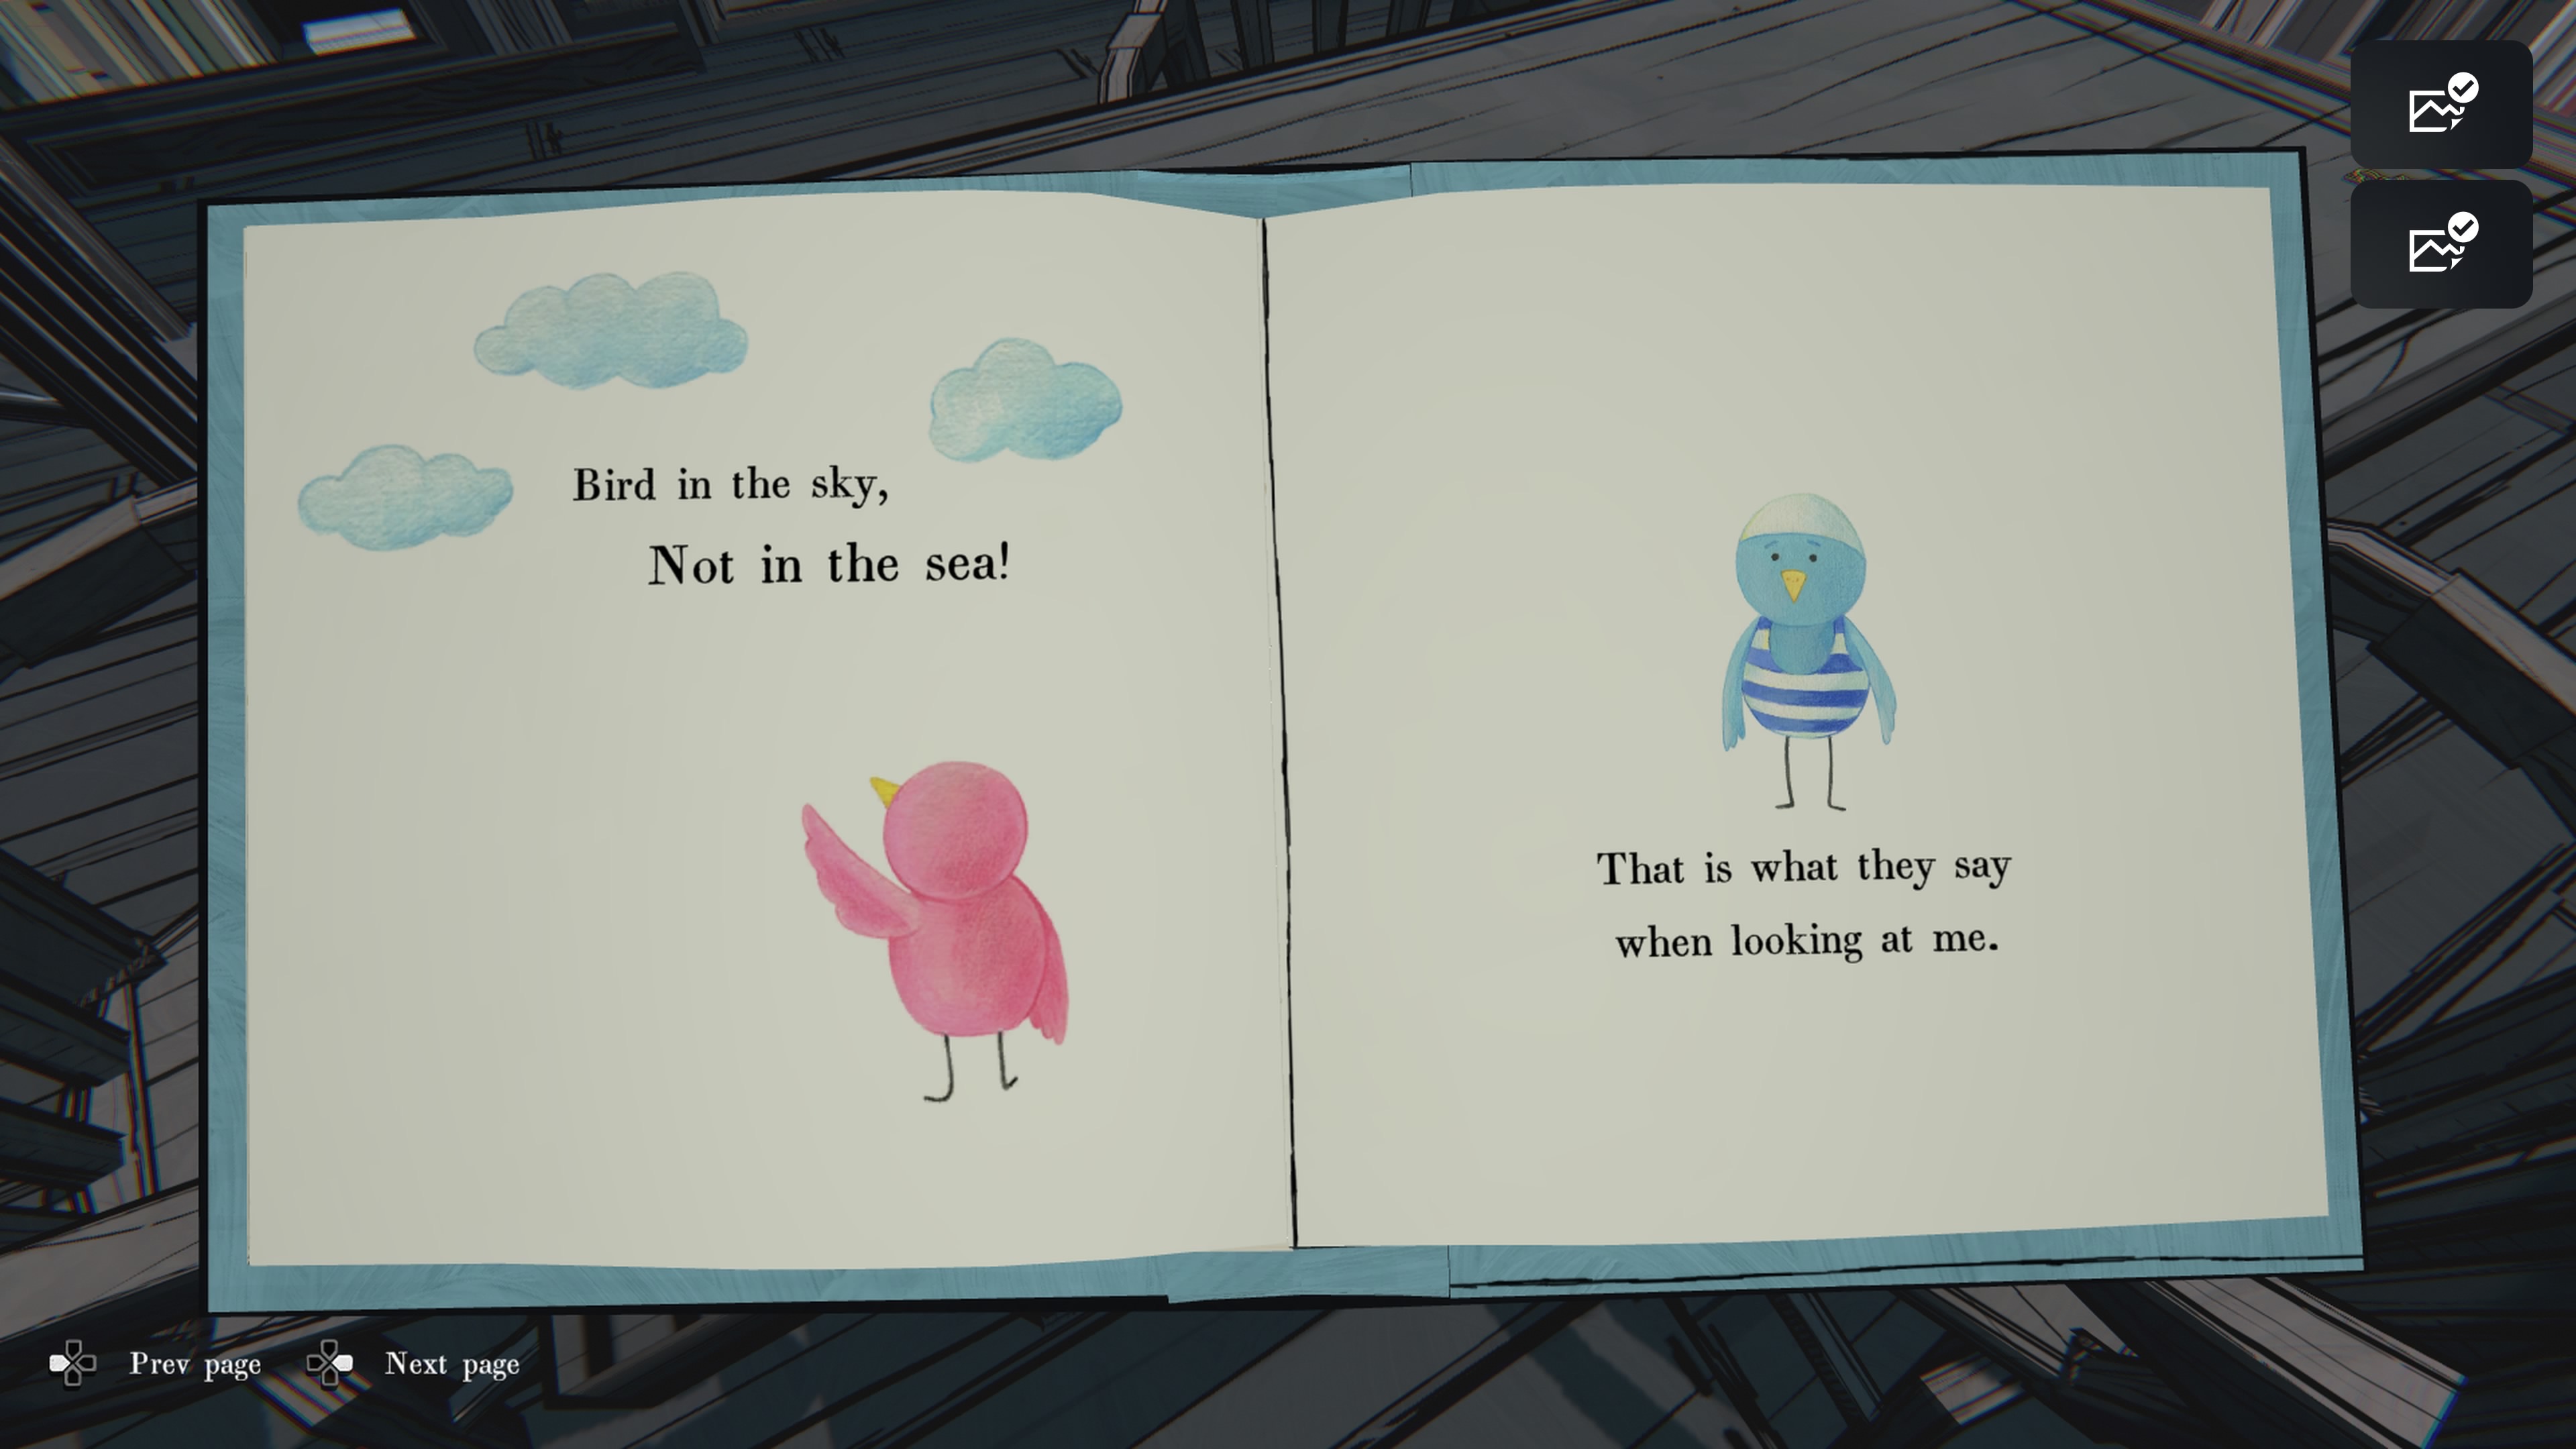 Bird in the sky,
Not in the sea!
That is what they say
when looking at me.
Prev page
Next page